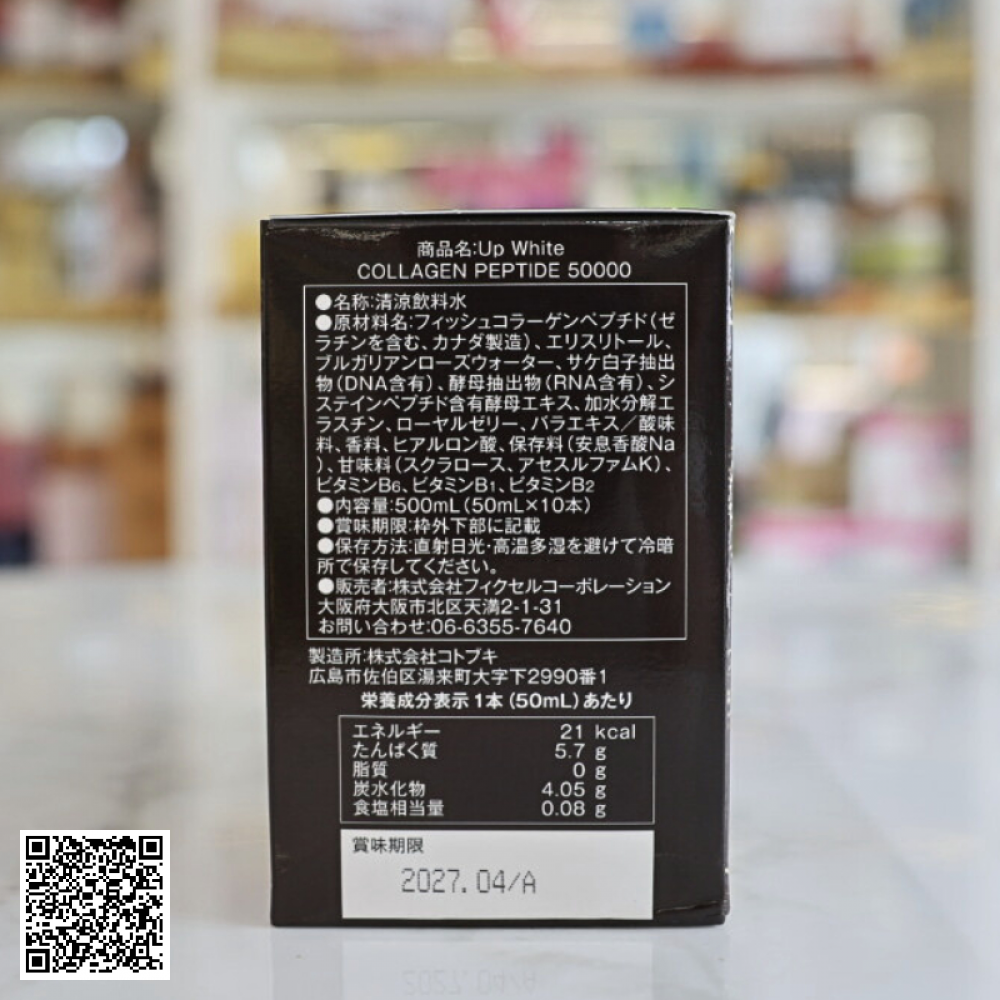 商品名:Up White
COLLAGEN PEPTIDE 50000
●名称:清涼飲料水
●原材料名:フィッシュコラーゲンペプチド(ゼ
ラチンを含む、カナダ製造)、エリスリトール、
ブルガリアンローズウォーター、サケ白子抽出
物(DNA含有)、酵母抽出物(RNA含有)、シ
ステインペプチド含有酵母エキス、加水分解エ
ラスチン、ローヤルゼリー、バラエキス/酸味
料、香料、ヒアルロン酸、保存料(安息香酸Na
)、甘味料(スクラロース、アセスルファムK)、
ビタミンB6、ビタミンB1、ビタミンB2
●内容量:500mL(50mL×10本)
●賞味期限:枠外下部に記載
●保存方法:直射日光・高温多湿を避けて冷暗
所で保存してください。
●販売者:株式会社フィクセルコーポレーション
大阪府大阪市北区天満2-1-31
お問い合わせ:06-6355-7640
製造所:株式会社コトブキ
広島市佐伯区湯来町大字下2990番1
栄養成分表示1本(50mL)あたり
エネルギー 21 kcal
たんぱく質 5.7 g
脂質 0 g
炭水化物 4.05 g
食塩相当量 0.08 g
賞味期限
2027.04/A